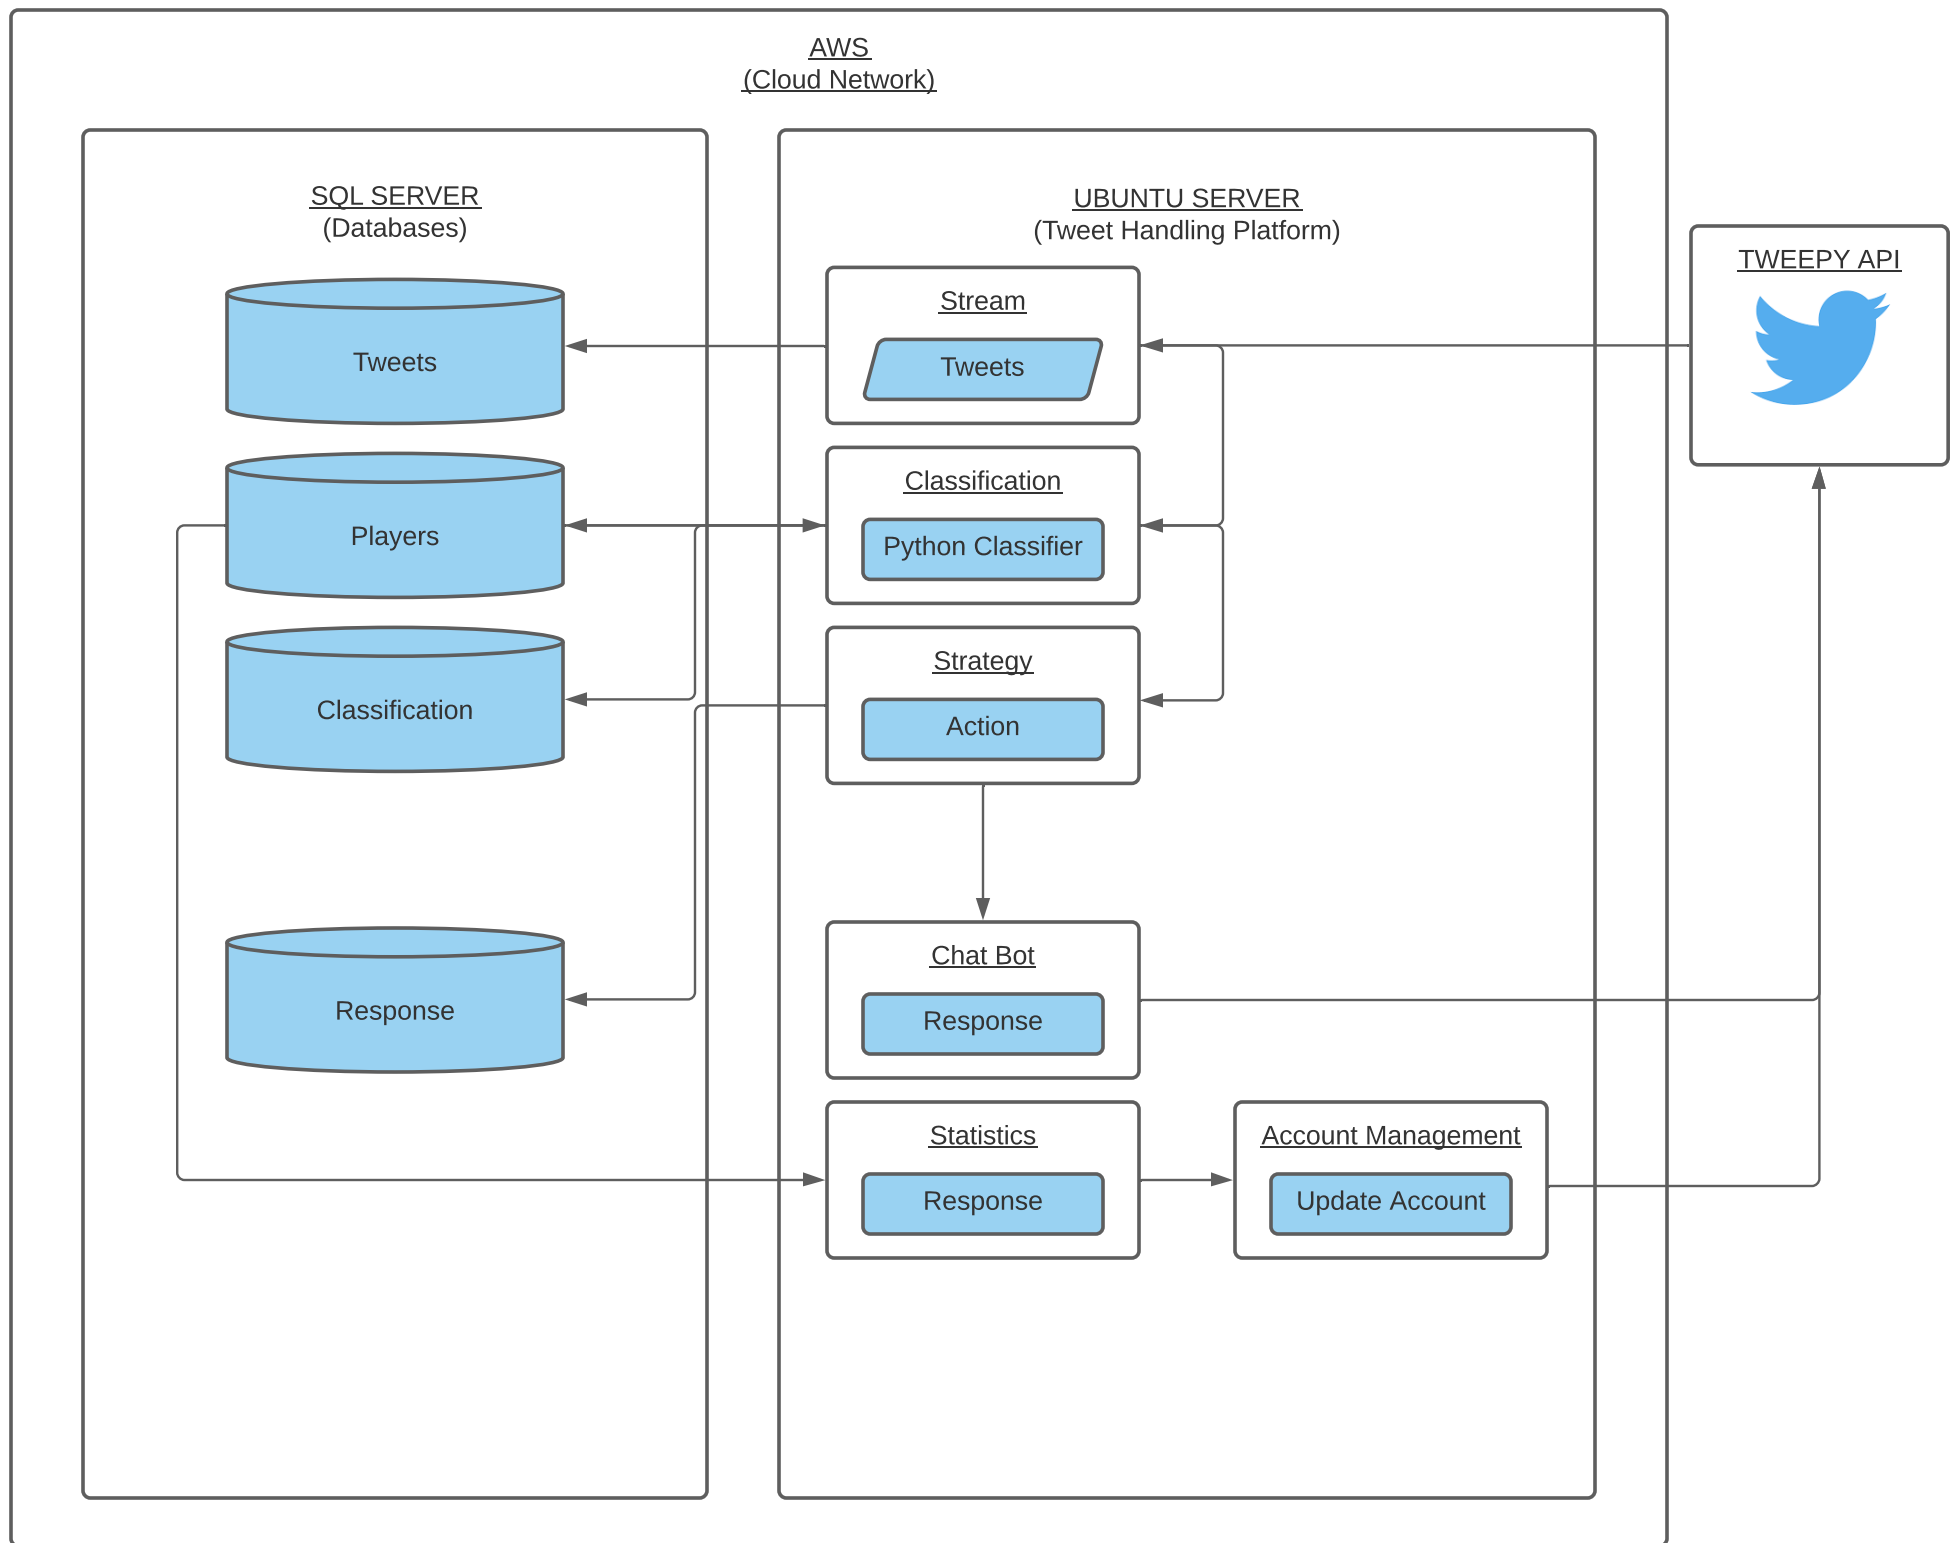 AWS
(Cloud Network)
SQL SERVER
(Databases)
Tweets
Players
Classification
Response
UBUNTU SERVER
(Tweet Handling Platform)
Stream
Tweets
Classification
Python Classifier
Strategy
Action
Chat Bot
Response
Statistics
Response
Account Management
Update Account
TWEEPY API